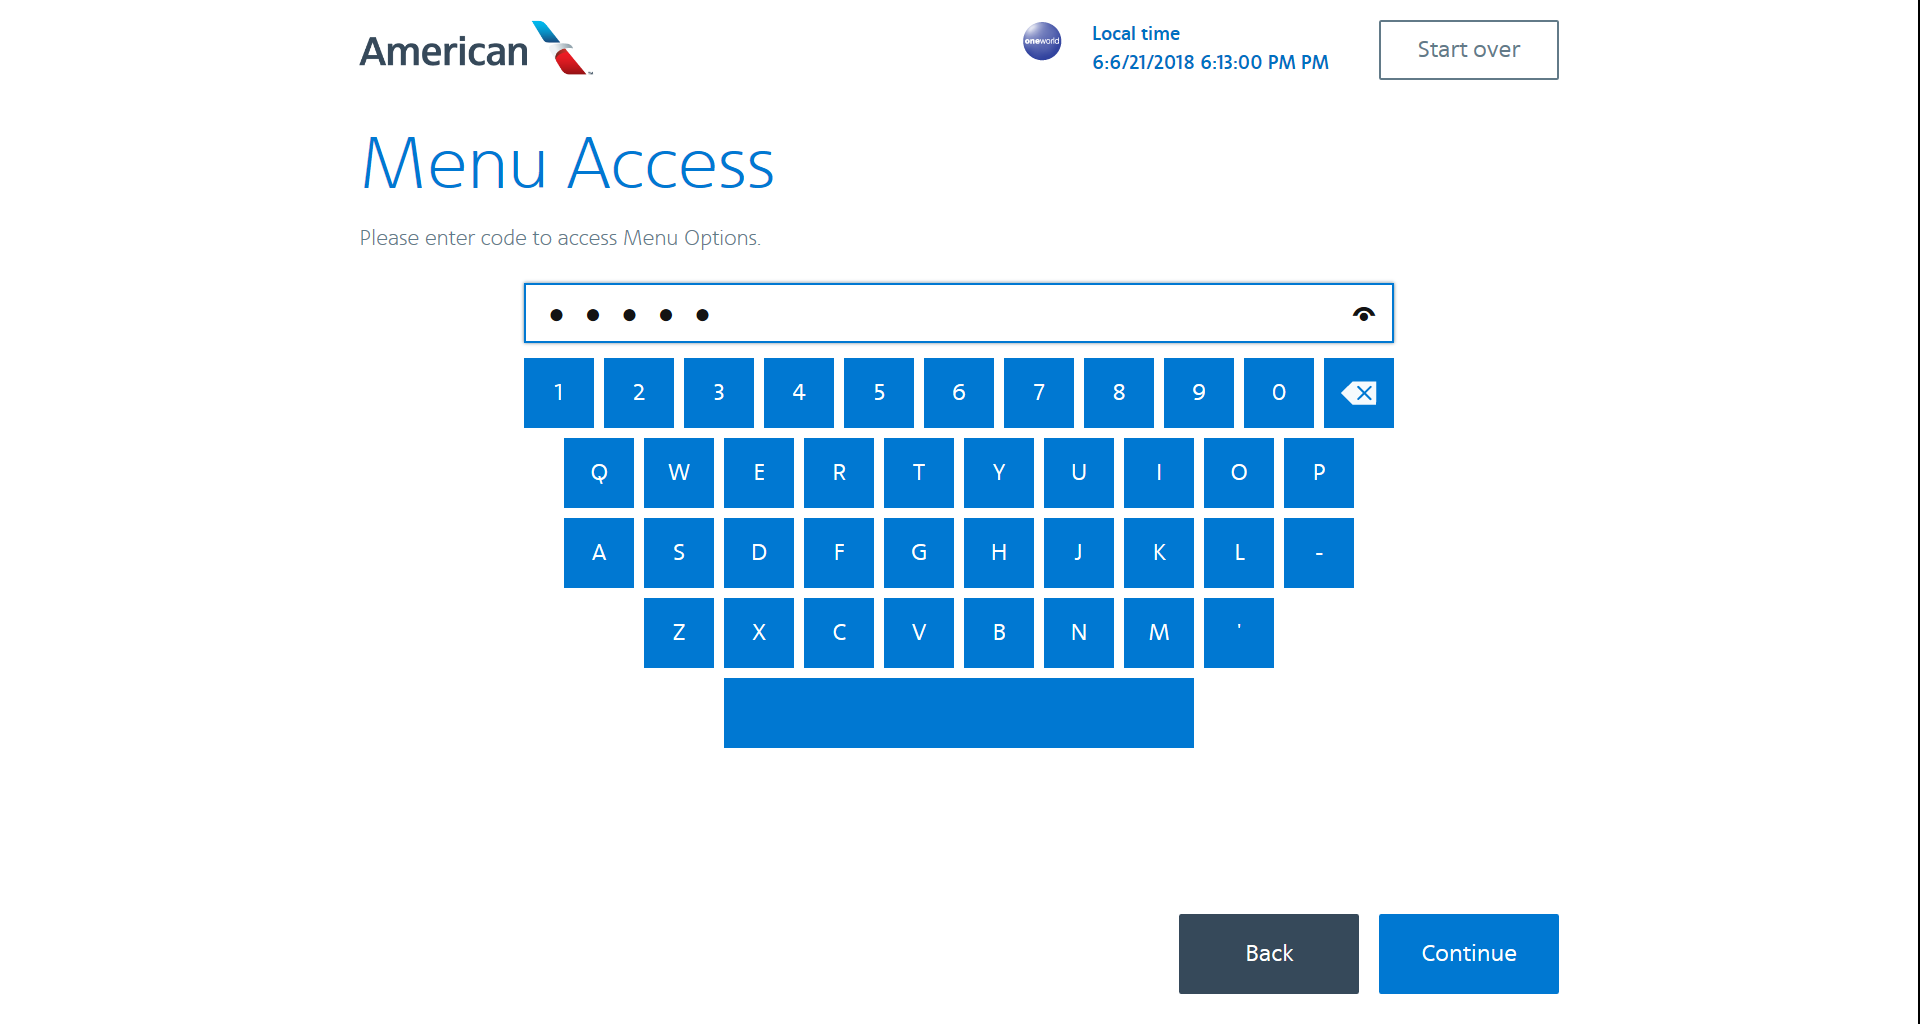 American
oneworld
Local time
6:6/21/2018 6:13:00 PM PM
Start over
Menu Access
Please enter code to access Menu Options.
1 2 3 4 5 6 7 8 9 0
Q W E R T Y U I O P
A S D F G H J K L -
Z X C V B N M '
Back
Continue